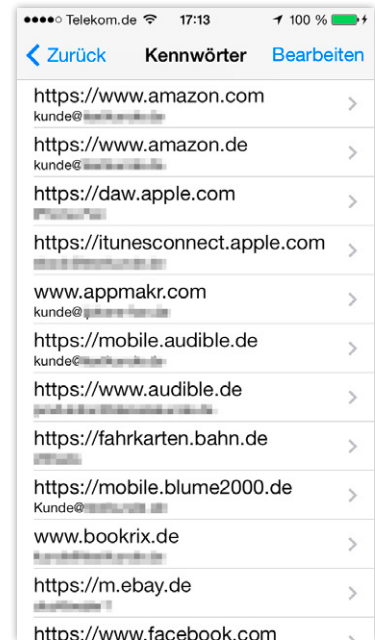 Telekom.de 17:13 100 %
Zurück Kennwörter Bearbeiten
https://www.amazon.com
kunde@
https://www.amazon.de
kunde@
https://daw.apple.com
https://itunesconnect.apple.com
www.appmakr.com
kunde@
https://mobile.audible.de
kunde@
https://www.audible.de
https://fahrkarten.bahn.de
https://mobile.blume2000.de
Kunde@
www.bookrix.de
https://m.ebay.de
https://www.facebook.com